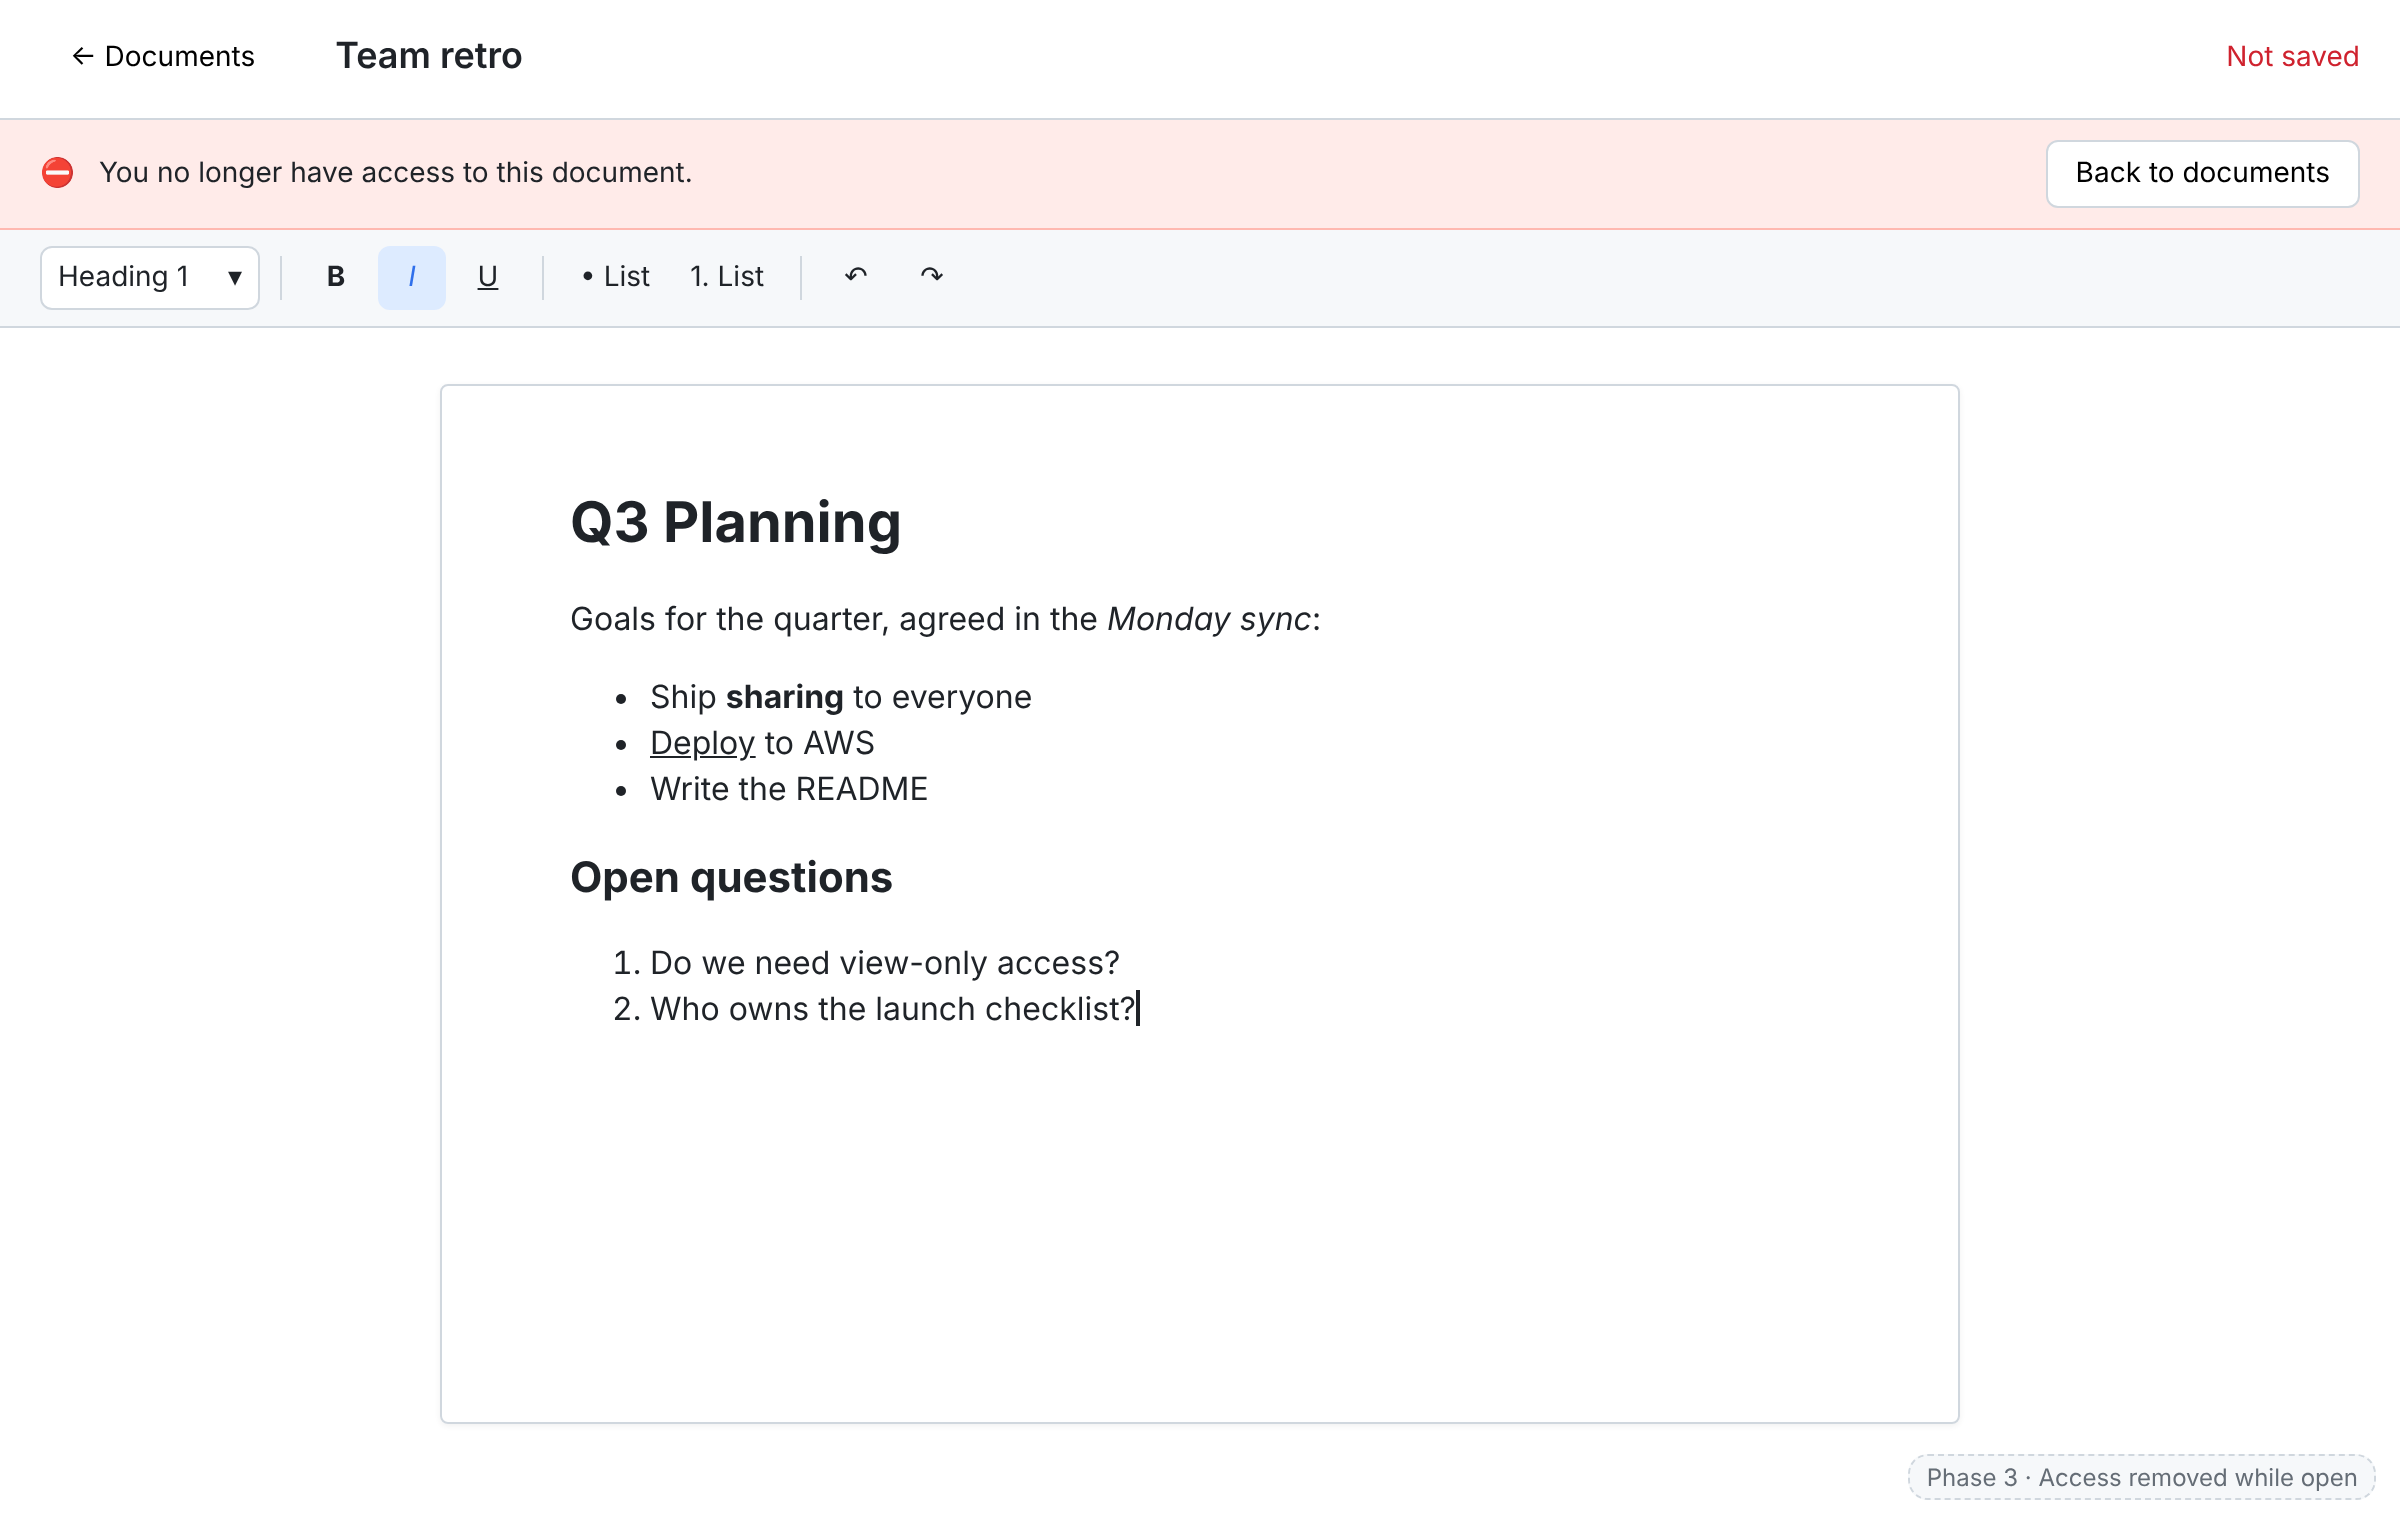 ← Documents Team retro Not saved
You no longer have access to this document. Back to documents
Heading 1 ▾ B I U • List 1. List ↶ ↷
Q3 Planning
Goals for the quarter, agreed in the Monday sync:
• Ship sharing to everyone
• Deploy to AWS
• Write the README
Open questions
1. Do we need view-only access?
2. Who owns the launch checklist?
Phase 3 · Access removed while open